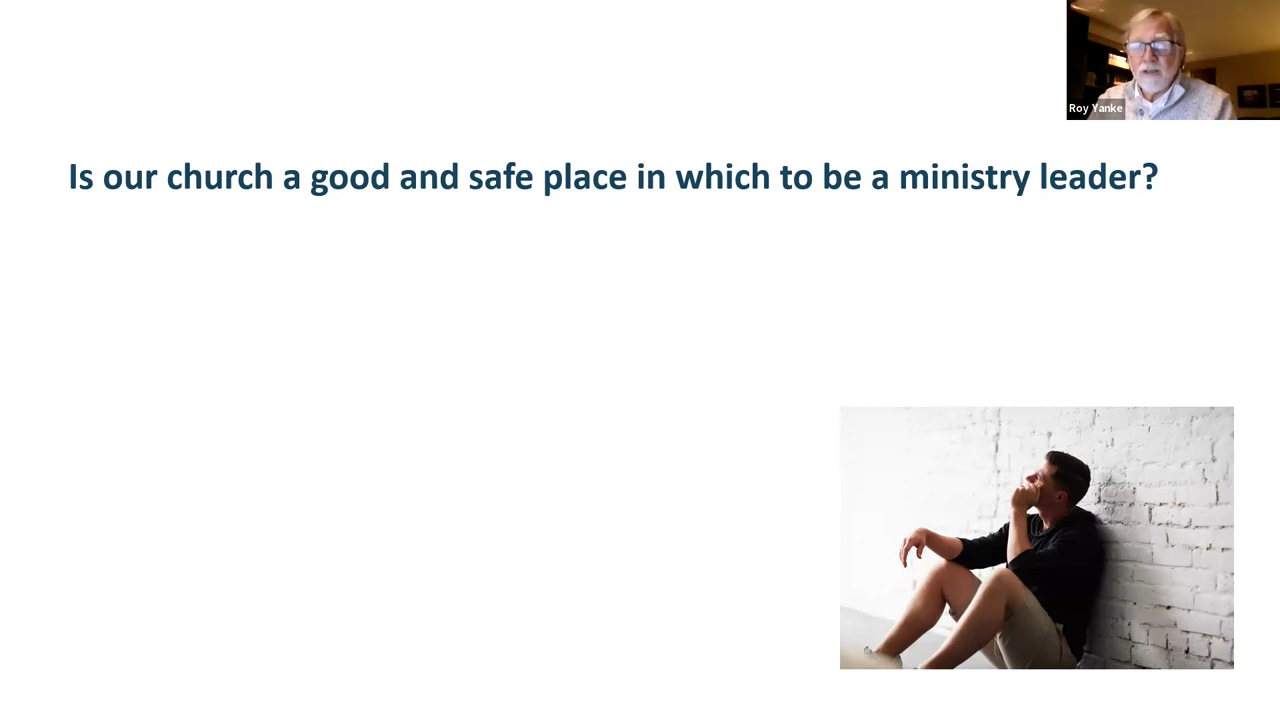 Roy Yanke
Is our church a good and safe place in which to be a ministry leader?